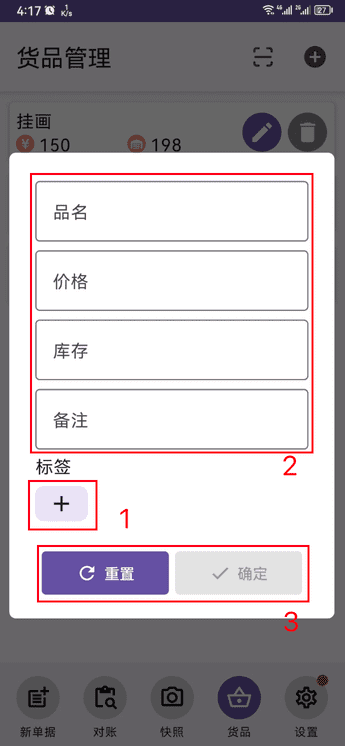 4:17 1 K/s 4G 2G 27
货品管理
挂画
¥ 150 198
品名
价格
库存
备注
2
标签
+
1
重置 确定
3
新单据 对账 快照 货品 设置